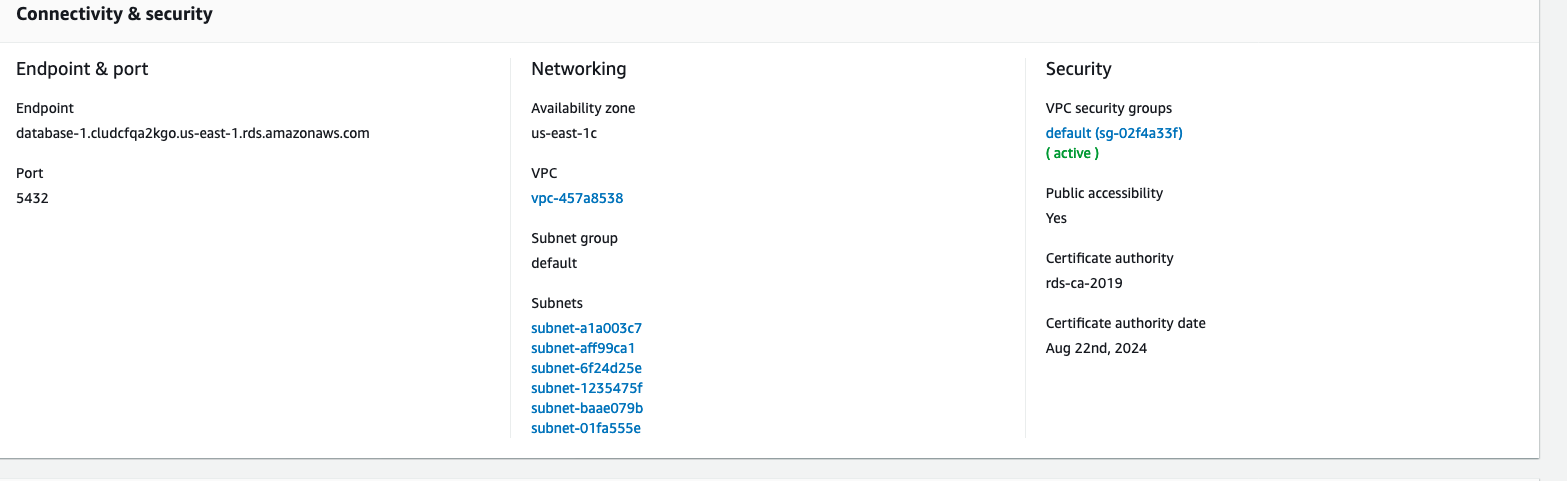 Connectivity & security
Endpoint & port
Endpoint
database-1.cludcfqa2kgo.us-east-1.rds.amazonaws.com
Port
5432
Networking
Availability zone
us-east-1c
VPC
vpc-457a8538
Subnet group
default
Subnets
subnet-a1a003c7
subnet-aff99ca1
subnet-6f24d25e
subnet-1235475f
subnet-baae079b
subnet-01fa555e
Security
VPC security groups
default (sg-02f4a33f)
( active )
Public accessibility
Yes
Certificate authority
rds-ca-2019
Certificate authority date
Aug 22nd, 2024